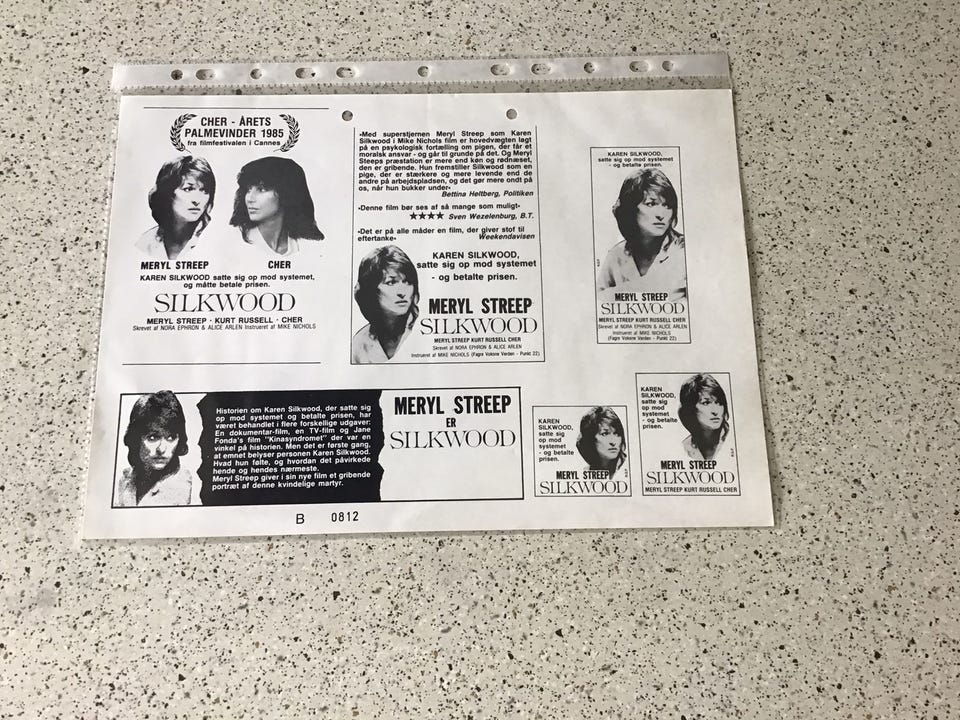 CHER - ÅRETS
PALMEVINDER 1985
fra filmfestivalen i Cannes
MERYL STREEP
CHER
KAREN SILKWOOD satte sig op mod systemet,
og måtte betale prisen.
SILKWOOD
MERYL STREEP · KURT RUSSELL · CHER
Skrevet af NORA EPHRON & ALICE ARLEN Instrueret af MIKE NICHOLS
»Med superstjernen Meryl Streep som Karen
Silkwood i Mike Nichols film er hovedvægten lagt
på en psykologisk fortælling om pigen, der får et
moralsk ansvar - og går til grunde på det. Og Meryl
Steeps præstation er mere end køn og rødnæset,
den er gribende. Hun fremstiller Silkwood som en
pige, der er stærkere og mere levende end de
andre på arbejdspladsen, og det gør mere ondt på
os, når hun bukker under«
Bettina Heltberg, Politiken
»Denne film bør ses af så mange som muligt«
★★★★ Sven Wezelenburg, B.T.
»Det er på alle måder en film, der giver stof til
eftertanke«
Weekendavisen
KAREN SILKWOOD,
satte sig op mod systemet
- og betalte prisen.
MERYL STREEP
SILKWOOD
MERYL STREEP KURT RUSSELL CHER
Skrevet af NORA EPHRON & ALICE ARLEN
Instrueret af MIKE NICHOLS (Fagre Voksne Verden - Punkt 22)
KAREN SILKWOOD,
satte sig op mod systemet
- og betalte prisen.
MERYL STREEP
SILKWOOD
MERYL STREEP KURT RUSSELL CHER
Skrevet af NORA EPHRON & ALICE ARLEN
Instrueret af MIKE NICHOLS
(Fagre Voksne Verden - Punkt 22)
Historien om Karen Silkwood, der satte sig
op mod systemet og betalte prisen, har
været behandlet i flere forskellige udgaver:
En dokumentar-film, en TV-film og Jane
Fonda's film "Kinasyndromet" der var en
vinkel på historien. Men det er første gang,
at emnet belyser personen Karen Silkwood.
Hvad hun følte, og hvordan det påvirkede
hende og hendes nærmeste.
Meryl Streep giver i sin nye film et gribende
portræt af denne kvindelige martyr.
MERYL STREEP
ER
SILKWOOD
KAREN
SILKWOOD,
satte sig
op mod
systemet
- og betalte
prisen.
MERYL STREEP
SILKWOOD
KAREN
SILKWOOD,
satte sig
op mod
systemet
- og betalte
prisen.
MERYL STREEP
SILKWOOD
MERYL STREEP KURT RUSSELL CHER
B 0812